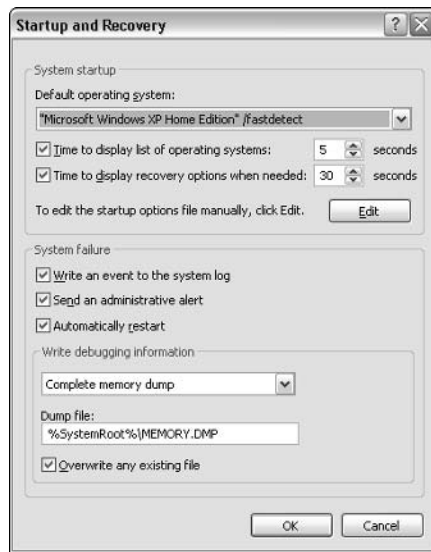 Startup and Recovery
System startup
Default operating system:
"Microsoft Windows XP Home Edition" /fastdetect
Time to display list of operating systems: 5 seconds
Time to display recovery options when needed: 30 seconds
To edit the startup options file manually, click Edit. Edit
System failure
Write an event to the system log
Send an administrative alert
Automatically restart
Write debugging information
Complete memory dump
Dump file:
%SystemRoot%\MEMORY.DMP
Overwrite any existing file
OK Cancel